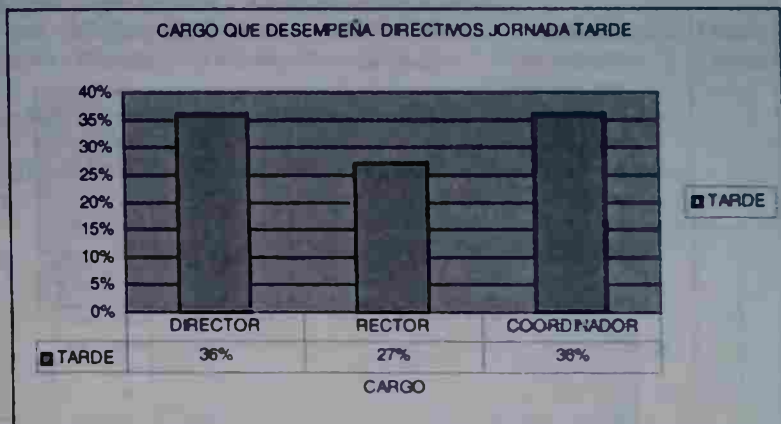 CARGO QUE DESEMPEÑA. DIRECTIVOS JORNADA TARDE
40%
35%
30%
25%
20%
15%
10%
5%
0%
TARDE
DIRECTOR RECTOR COORDINADOR
TARDE 36% 27% 36%
CARGO